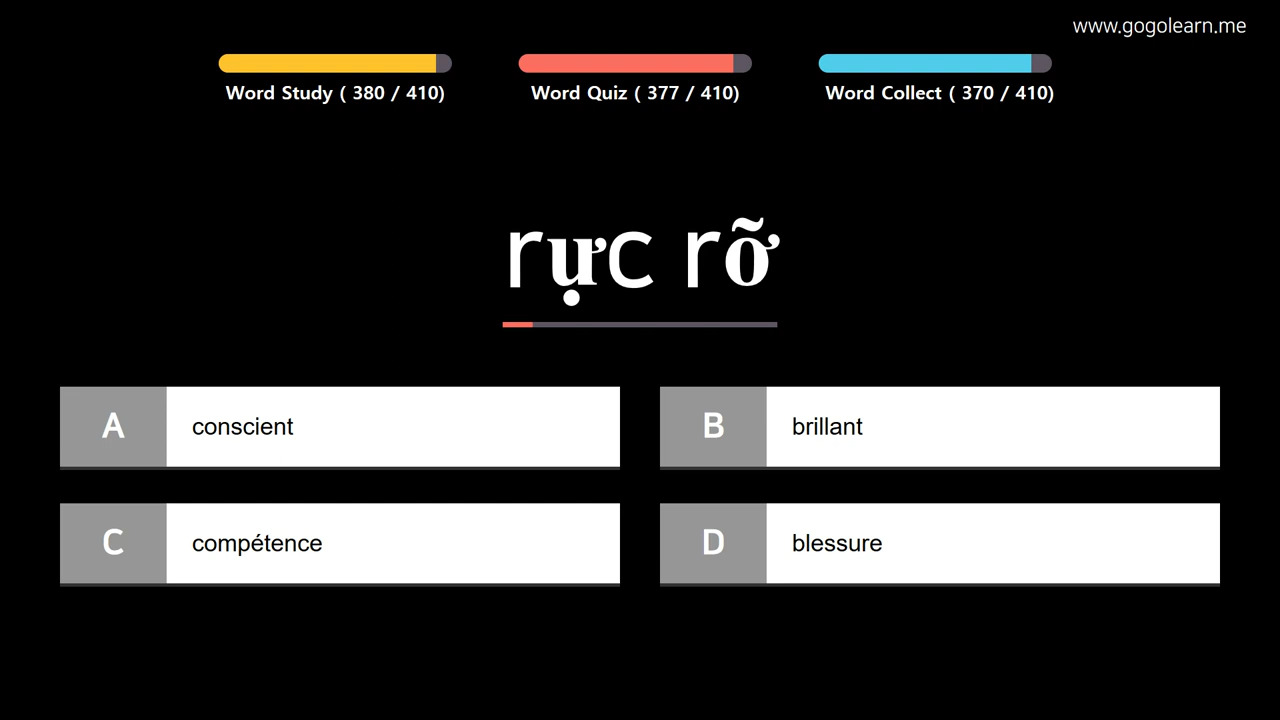 www.gogolearn.me
Word Study ( 380 / 410)
Word Quiz ( 377 / 410)
Word Collect ( 370 / 410)
rực rỡ
A conscient
B brillant
C compétence
D blessure